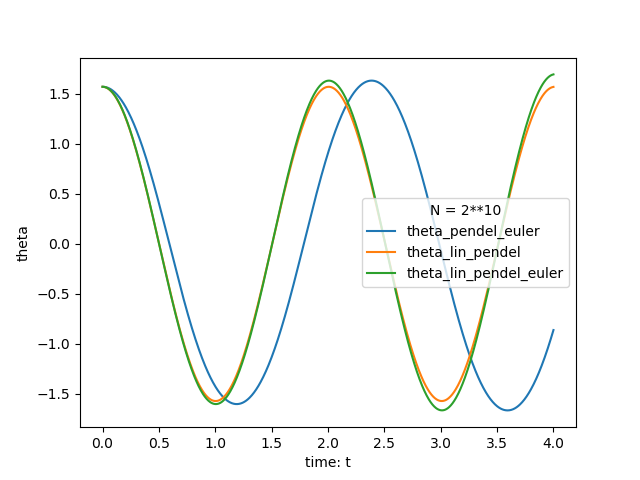 1.5
1.0
0.5
0.0
−0.5
−1.0
−1.5
theta
N = 2**10
theta_pendel_euler
theta_lin_pendel
theta_lin_pendel_euler
0.0 0.5 1.0 1.5 2.0 2.5 3.0 3.5 4.0
time: t